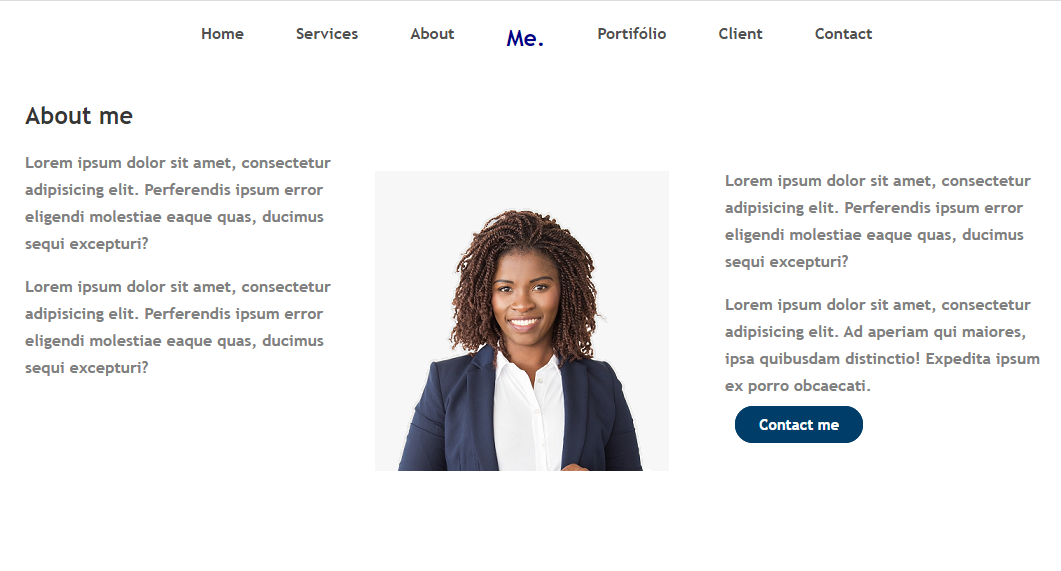 Home Services About Me. Portifólio Client Contact
About me
Lorem ipsum dolor sit amet, consectetur
adipisicing elit. Perferendis ipsum error
eligendi molestiae eaque quas, ducimus
sequi excepturi?
Lorem ipsum dolor sit amet, consectetur
adipisicing elit. Perferendis ipsum error
eligendi molestiae eaque quas, ducimus
sequi excepturi?
Lorem ipsum dolor sit amet, consectetur
adipisicing elit. Perferendis ipsum error
eligendi molestiae eaque quas, ducimus
sequi excepturi?
Lorem ipsum dolor sit amet, consectetur
adipisicing elit. Ad aperiam qui maiores,
ipsa quibusdam distinctio! Expedita ipsum
ex porro obcaecati.
Contact me